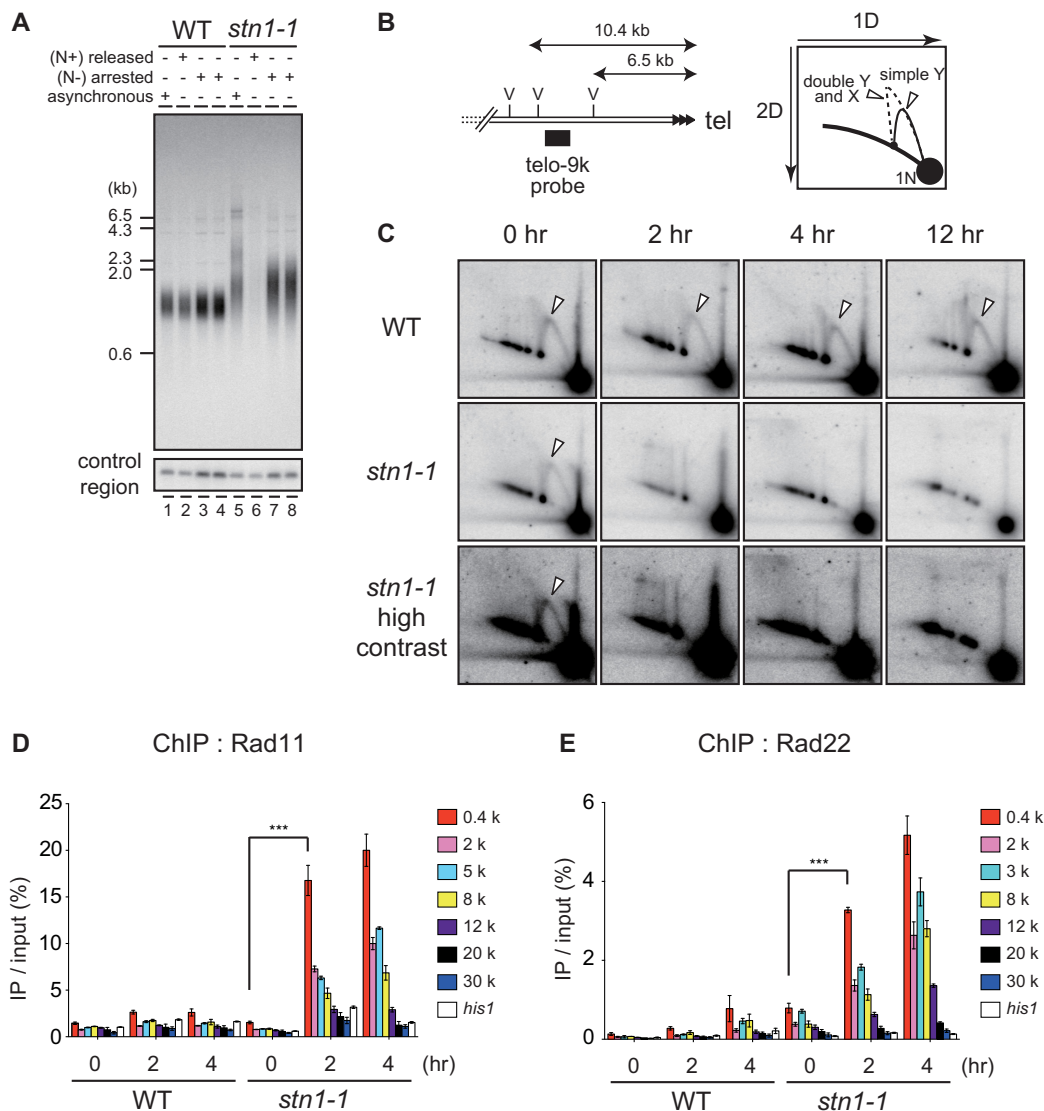 A
WT stn1-1
(N+) released - + - - - + - -
(N-) arrested - - + + - - + +
asynchronous + - - - + - - -
(kb)
6.5
4.3
2.3
2.0
0.6
control
region
1 2 3 4 5 6 7 8
B
10.4 kb
6.5 kb
V V V
tel
telo-9k
probe
1D
2D
double Y
and X
simple Y
1N
C
0 hr 2 hr 4 hr 12 hr
WT
stn1-1
stn1-1
high
contrast
D
ChIP : Rad11
IP / input (%)
25
20
15
10
5
0
***
0.4 k
2 k
5 k
8 k
12 k
20 k
30 k
his1
0 2 4 0 2 4 (hr)
WT stn1-1
E
ChIP : Rad22
IP / input (%)
6
4
2
0
***
0.4 k
2 k
3 k
8 k
12 k
20 k
30 k
his1
0 2 4 0 2 4 (hr)
WT stn1-1